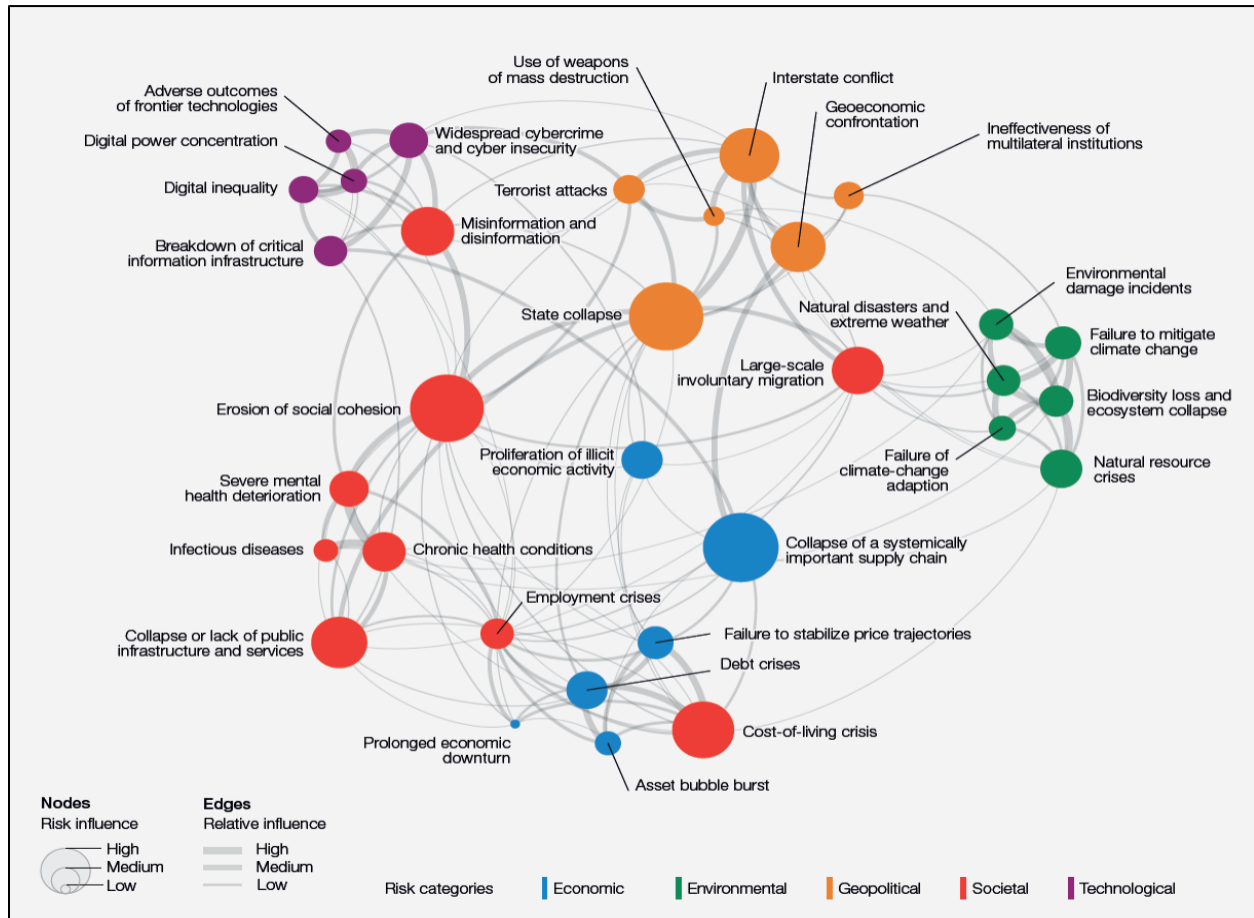 Use of weapons
of mass destruction
Interstate conflict
Adverse outcomes
of frontier technologies
Geoeconomic
confrontation
Digital power concentration
Widespread cybercrime
and cyber insecurity
Ineffectiveness of
multilateral institutions
Digital inequality
Terrorist attacks
Misinformation and
disinformation
Breakdown of critical
information infrastructure
Environmental
damage incidents
State collapse
Natural disasters and
extreme weather
Failure to mitigate
climate change
Large-scale
involuntary migration
Erosion of social cohesion
Biodiversity loss and
ecosystem collapse
Proliferation of illicit
economic activity
Failure of
climate-change
adaption
Natural resource
crises
Severe mental
health deterioration
Infectious diseases
Chronic health conditions
Collapse of a systemically
important supply chain
Employment crises
Collapse or lack of public
infrastructure and services
Failure to stabilize price trajectories
Debt crises
Prolonged economic
downturn
Cost-of-living crisis
Asset bubble burst
Nodes
Risk influence
High
Medium
Low
Edges
Relative influence
High
Medium
Low
Risk categories
Economic
Environmental
Geopolitical
Societal
Technological